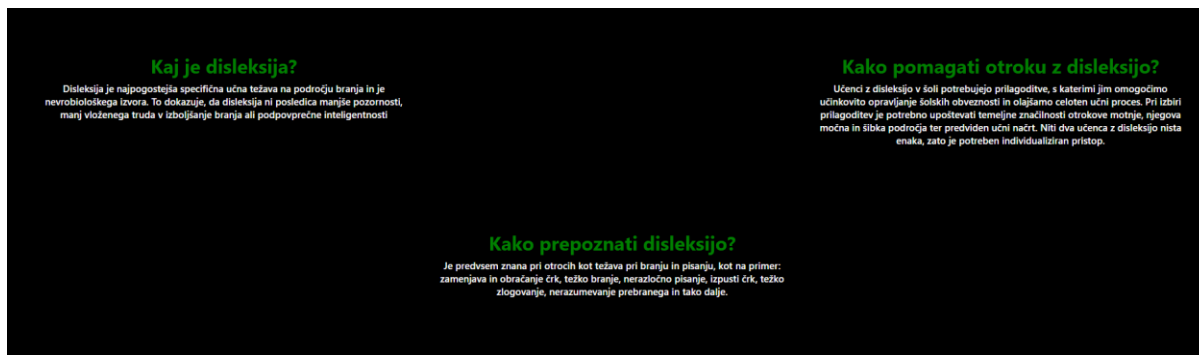 Kaj je disleksija?
Disleksija je najpogostejša specifična učna težava na področju branja in je
nevrobiološkega izvora. To dokazuje, da disleksija ni posledica manjše pozornosti,
manj vloženega truda v izboljšanje branja ali podpovprečne inteligentnosti
Kako prepoznati disleksijo?
Je predvsem znana pri otrocih kot težava pri branju in pisanju, kot na primer:
zamenjava in obračanje črk, težko branje, nerazločno pisanje, izpusti črk, težko
zlogovanje, nerazumevanje prebranega in tako dalje.
Kako pomagati otroku z disleksijo?
Učenci z disleksijo v šoli potrebujejo prilagoditve, s katerimi jim omogočimo
učinkovito opravljanje šolskih obveznosti in olajšamo celoten učni proces. Pri izbiri
prilagoditev je potrebno upoštevati temeljne značilnosti otrokove motnje, njegova
močna in šibka področja ter predviden učni načrt. Niti dva učenca z disleksijo nista
enaka, zato je potreben individualiziran pristop.